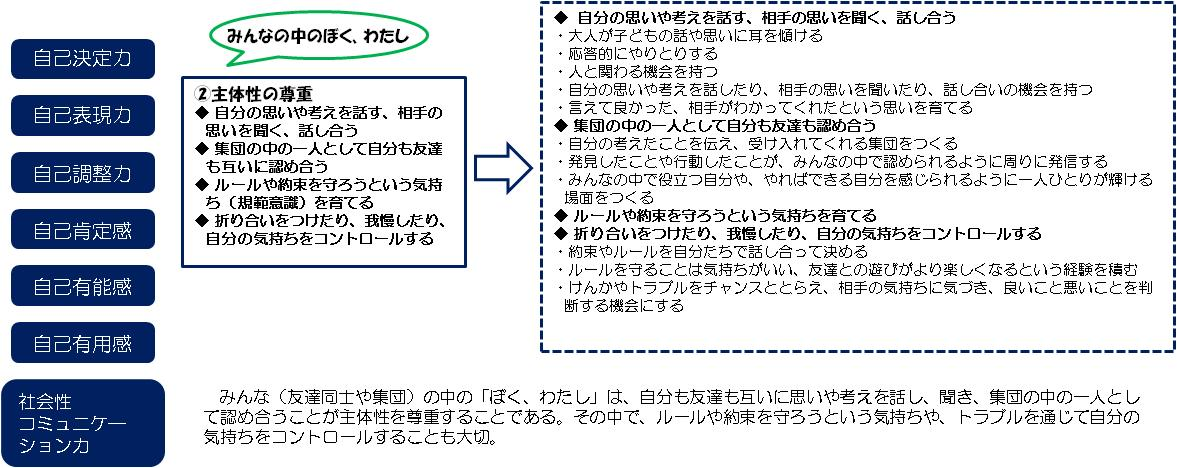 自己決定力
自己表現力
自己調整力
自己肯定感
自己有能感
自己有用感
社会性
コミュニケー
ション力
みんなの中のぼく、わたし
②主体性の尊重
◆ 自分の思いや考えを話す、相手の
思いを聞く、話し合う
◆ 集団の中の一人として自分も友達
も互いに認め合う
◆ ルールや約束を守ろうという気持
ち（規範意識）を育てる
◆ 折り合いをつけたり、我慢したり、
自分の気持ちをコントロールする
◆ 自分の思いや考えを話す、相手の思いを聞く、話し合う
・大人が子どもの話や思いに耳を傾ける
・応答的にやりとりする
・人と関わる機会を持つ
・自分の思いや考えを話したり、相手の思いを聞いたり、話し合いの機会を持つ
・言えて良かった、相手がわかってくれたという思いを育てる
◆ 集団の中の一人として自分も友達も認め合う
・自分の考えたことを伝え、受け入れてくれる集団をつくる
・発見したことや行動したことが、みんなの中で認められるように周りに発信する
・みんなの中で役立つ自分や、やればできる自分を感じられるように一人ひとりが輝ける
場面をつくる
◆ ルールや約束を守ろうという気持ちを育てる
◆ 折り合いをつけたり、我慢したり、自分の気持ちをコントロールする
・約束やルールを自分たちで話し合って決める
・ルールを守ることは気持ちがいい、友達との遊びがより楽しくなるという経験を積む
・けんかやトラブルをチャンスととらえ、相手の気持ちに気づき、良いこと悪いことを判
断する機会にする
みんな（友達同士や集団）の中の「ぼく、わたし」は、自分も友達も互いに思いや考えを話し、聞き、集団の中の一人とし
て認め合うことが主体性を尊重することである。その中で、ルールや約束を守ろうという気持ちや、トラブルを通じて自分の
気持ちをコントロールすることも大切。